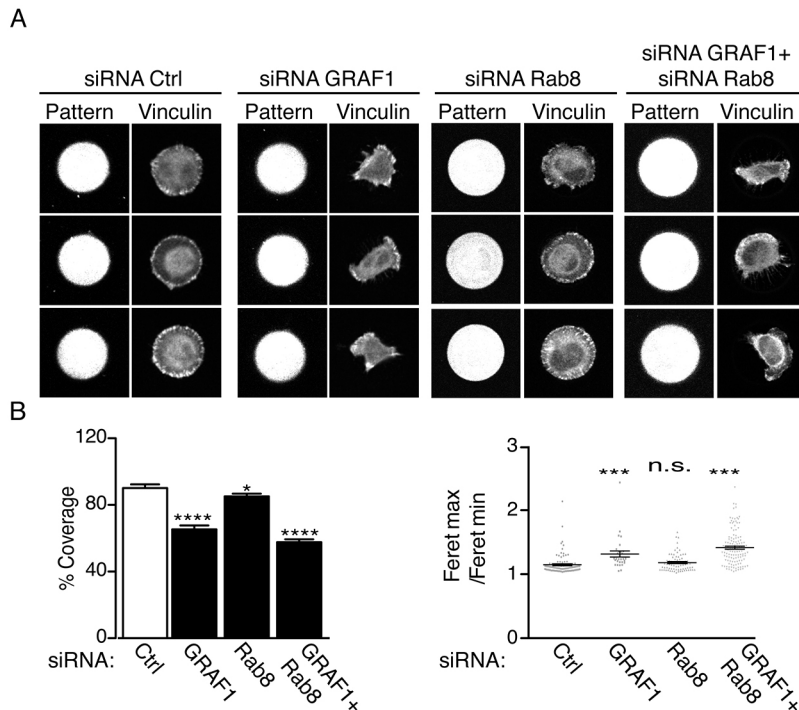 A
siRNA Ctrl
siRNA GRAF1
siRNA Rab8
siRNA GRAF1+
siRNA Rab8
Pattern Vinculin
Pattern Vinculin
Pattern Vinculin
Pattern Vinculin
B
120
80
40
0
% Coverage
****
*
****
siRNA:
Ctrl
GRAF1
Rab8
GRAF1+
Rab8
3
2
1
0
Feret max
/Feret min
***
n.s.
***
siRNA:
Ctrl
GRAF1
Rab8
GRAF1+
Rab8